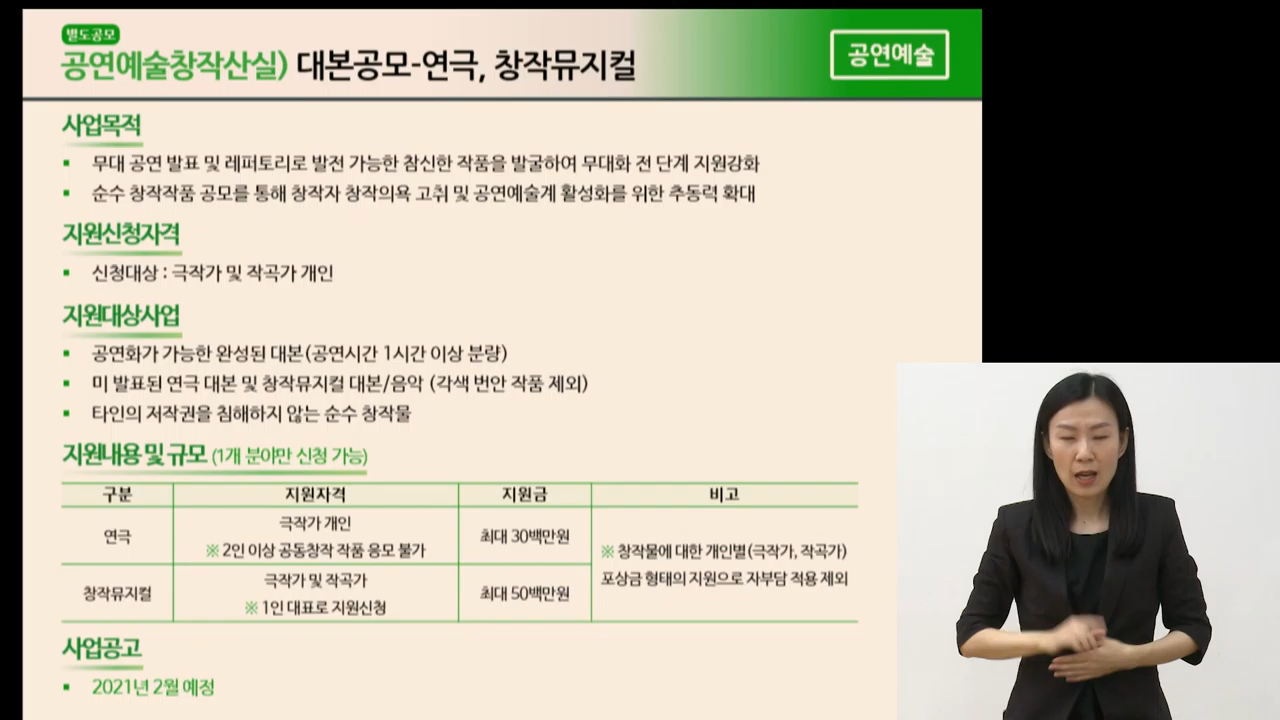 별도공모
공연예술창작산실) 대본공모-연극, 창작뮤지컬
공연예술
사업목적
▪ 무대 공연 발표 및 레퍼토리로 발전 가능한 참신한 작품을 발굴하여 무대화 전 단계 지원강화
▪ 순수 창작작품 공모를 통해 창작자 창작의욕 고취 및 공연예술계 활성화를 위한 추동력 확대
지원신청자격
▪ 신청대상 : 극작가 및 작곡가 개인
지원대상사업
▪ 공연화가 가능한 완성된 대본(공연시간 1시간 이상 분량)
▪ 미 발표된 연극 대본 및 창작뮤지컬 대본/음악 (각색 번안 작품 제외)
▪ 타인의 저작권을 침해하지 않는 순수 창작물
지원내용 및 규모 (1개 분야만 신청 가능)
구분 지원자격 지원금 비고
연극
극작가 개인
※ 2인 이상 공동창작 작품 응모 불가
최대 30백만원
창작뮤지컬
극작가 및 작곡가
※ 1인 대표로 지원신청
최대 50백만원
※ 창작물에 대한 개인별(극작가, 작곡가)
포상금 형태의 지원으로 자부담 적용 제외
사업공고
▪ 2021년 2월 예정